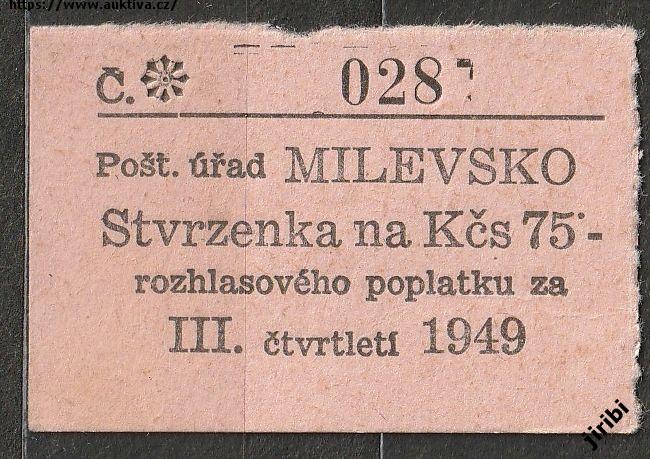 https://www.auktiva.cz/
Č. 028
Pošt. úřad MILEVSKO
Stvrzenka na Kčs 75·-
rozhlasového poplatku za
III. čtvrtletí 1949
jiribi